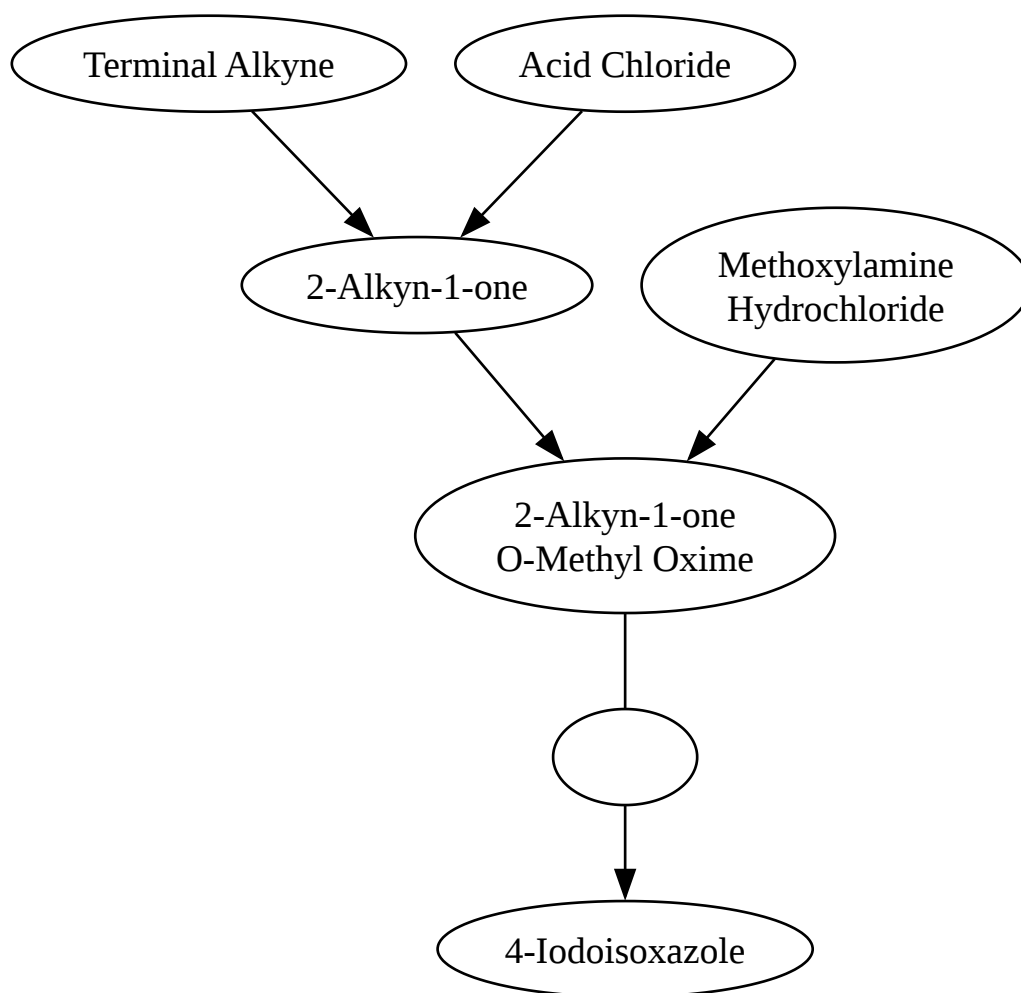 Terminal Alkyne
Acid Chloride
2-Alkyn-1-one
Methoxylamine
Hydrochloride
2-Alkyn-1-one
O-Methyl Oxime
4-Iodoisoxazole